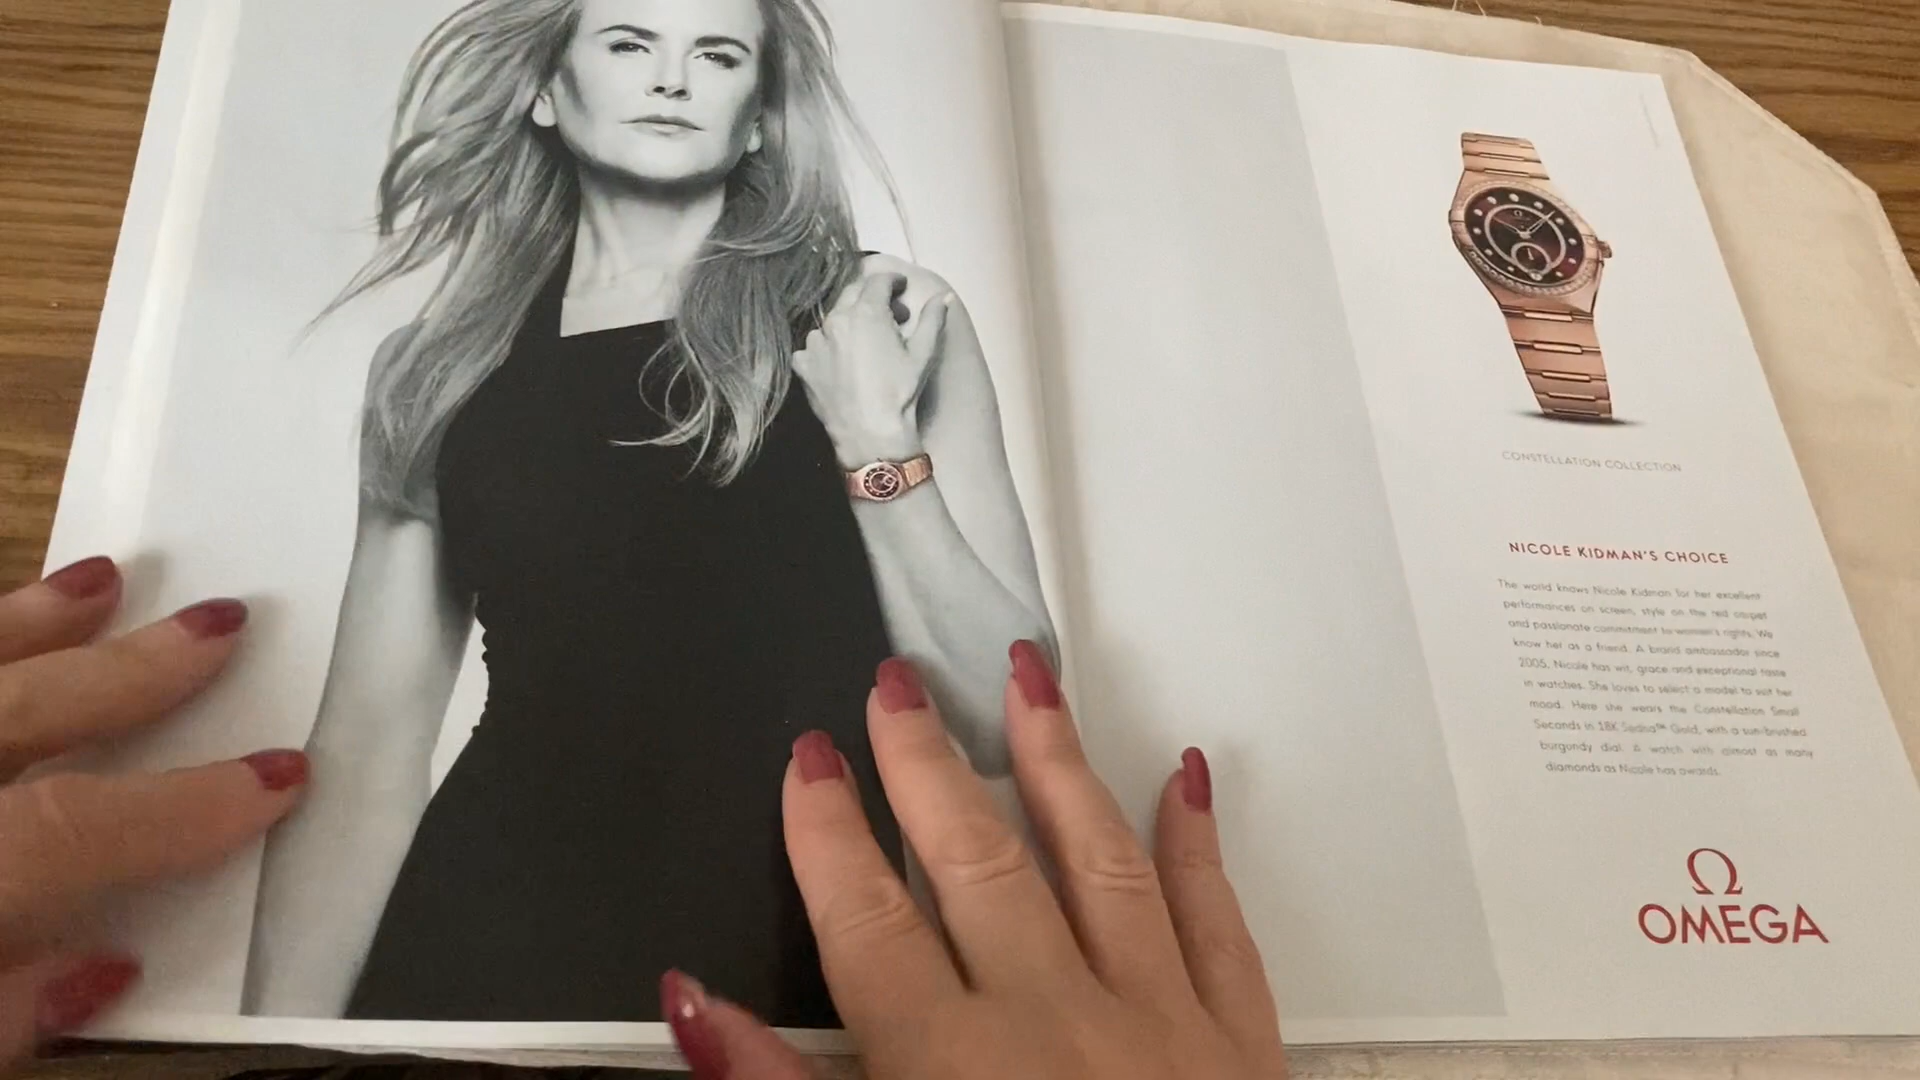 CONSTELLATION COLLECTION
NICOLE KIDMAN'S CHOICE
The world knows Nicole Kidman for her excellent
performances on screen, style on the red carpet
and passionate commitment to women's rights. We
know her as a friend. A brand ambassador since
2005, Nicole has wit, grace and exceptional taste
in watches. She loves to select a model to suit her
mood. Here she wears the Constellation Small
Seconds in 18K Sedna™ Gold, with a sun-brushed
burgundy dial. A watch with almost as many
diamonds as Nicole has awards.
Ω
OMEGA